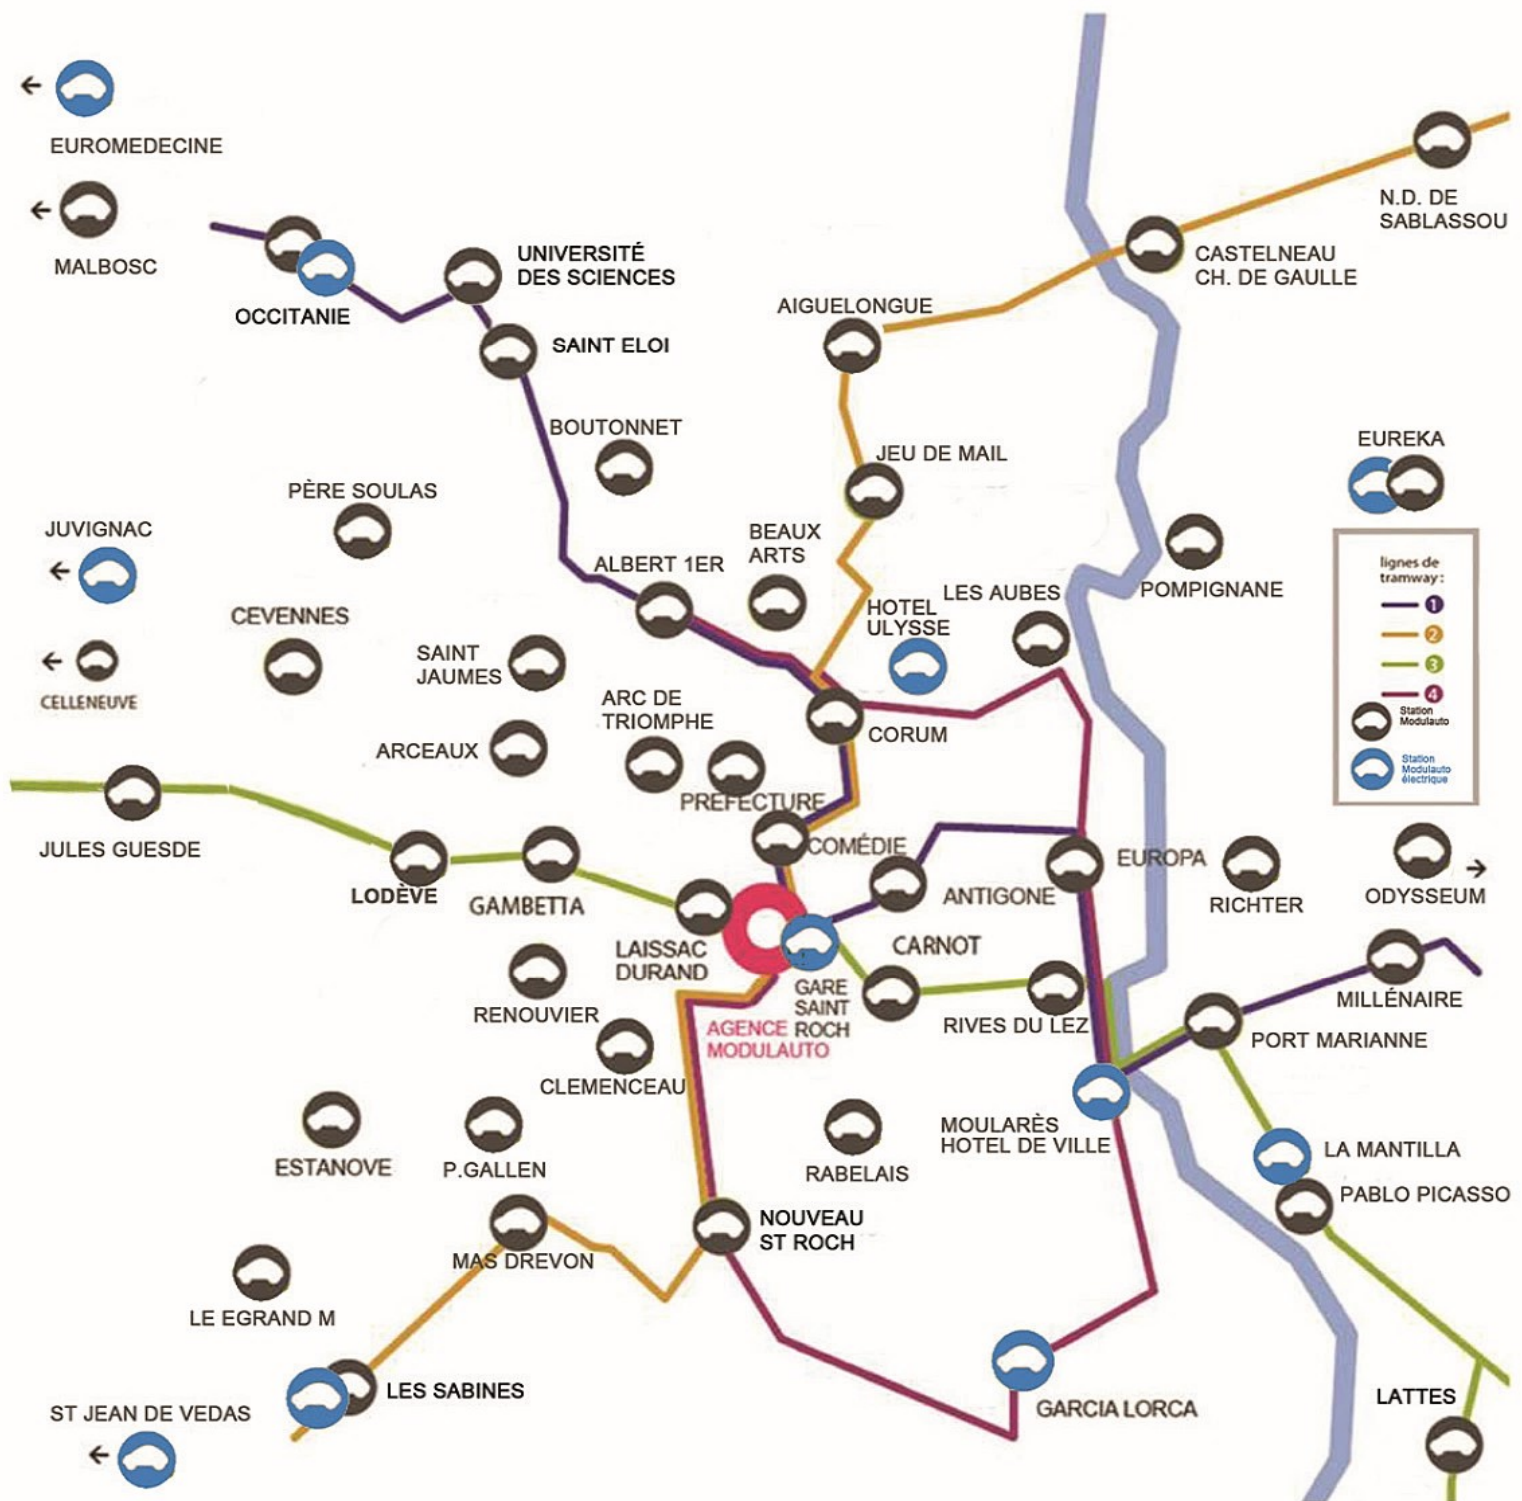 EUROMEDECINE
MALBOSC
OCCITANIE
UNIVERSITÉ
DES SCIENCES
SAINT ELOI
AIGUELONGUE
N.D. DE
SABLASSOU
CASTELNEAU
CH. DE GAULLE
BOUTONNET
JEU DE MAIL
EUREKA
PÈRE SOULAS
JUVIGNAC
ALBERT 1ER
BEAUX
ARTS
HOTEL
ULYSSE
LES AUBES
POMPIGNANE
lignes de
tramway :
1
2
3
4
Station
Modulauto
Station
Modulauto
électrique
CEVENNES
CELLENEUVE
SAINT
JAUMES
ARC DE
TRIOMPHE
ARCEAUX
CORUM
PREFECTURE
COMÉDIE
JULES GUESDE
LODÈVE
GAMBETTA
ANTIGONE
EUROPA
RICHTER
ODYSSEUM
LAISSAC
DURAND
CARNOT
GARE
SAINT
ROCH
AGENCE
MODULAUTO
RENOUVIER
RIVES DU LEZ
MILLÉNAIRE
PORT MARIANNE
CLEMENCEAU
ESTANOVE
P.GALLEN
RABELAIS
MOULARÈS
HOTEL DE VILLE
LA MANTILLA
PABLO PICASSO
NOUVEAU
ST ROCH
MAS DREVON
LE EGRAND M
LES SABINES
ST JEAN DE VEDAS
GARCIA LORCA
LATTES